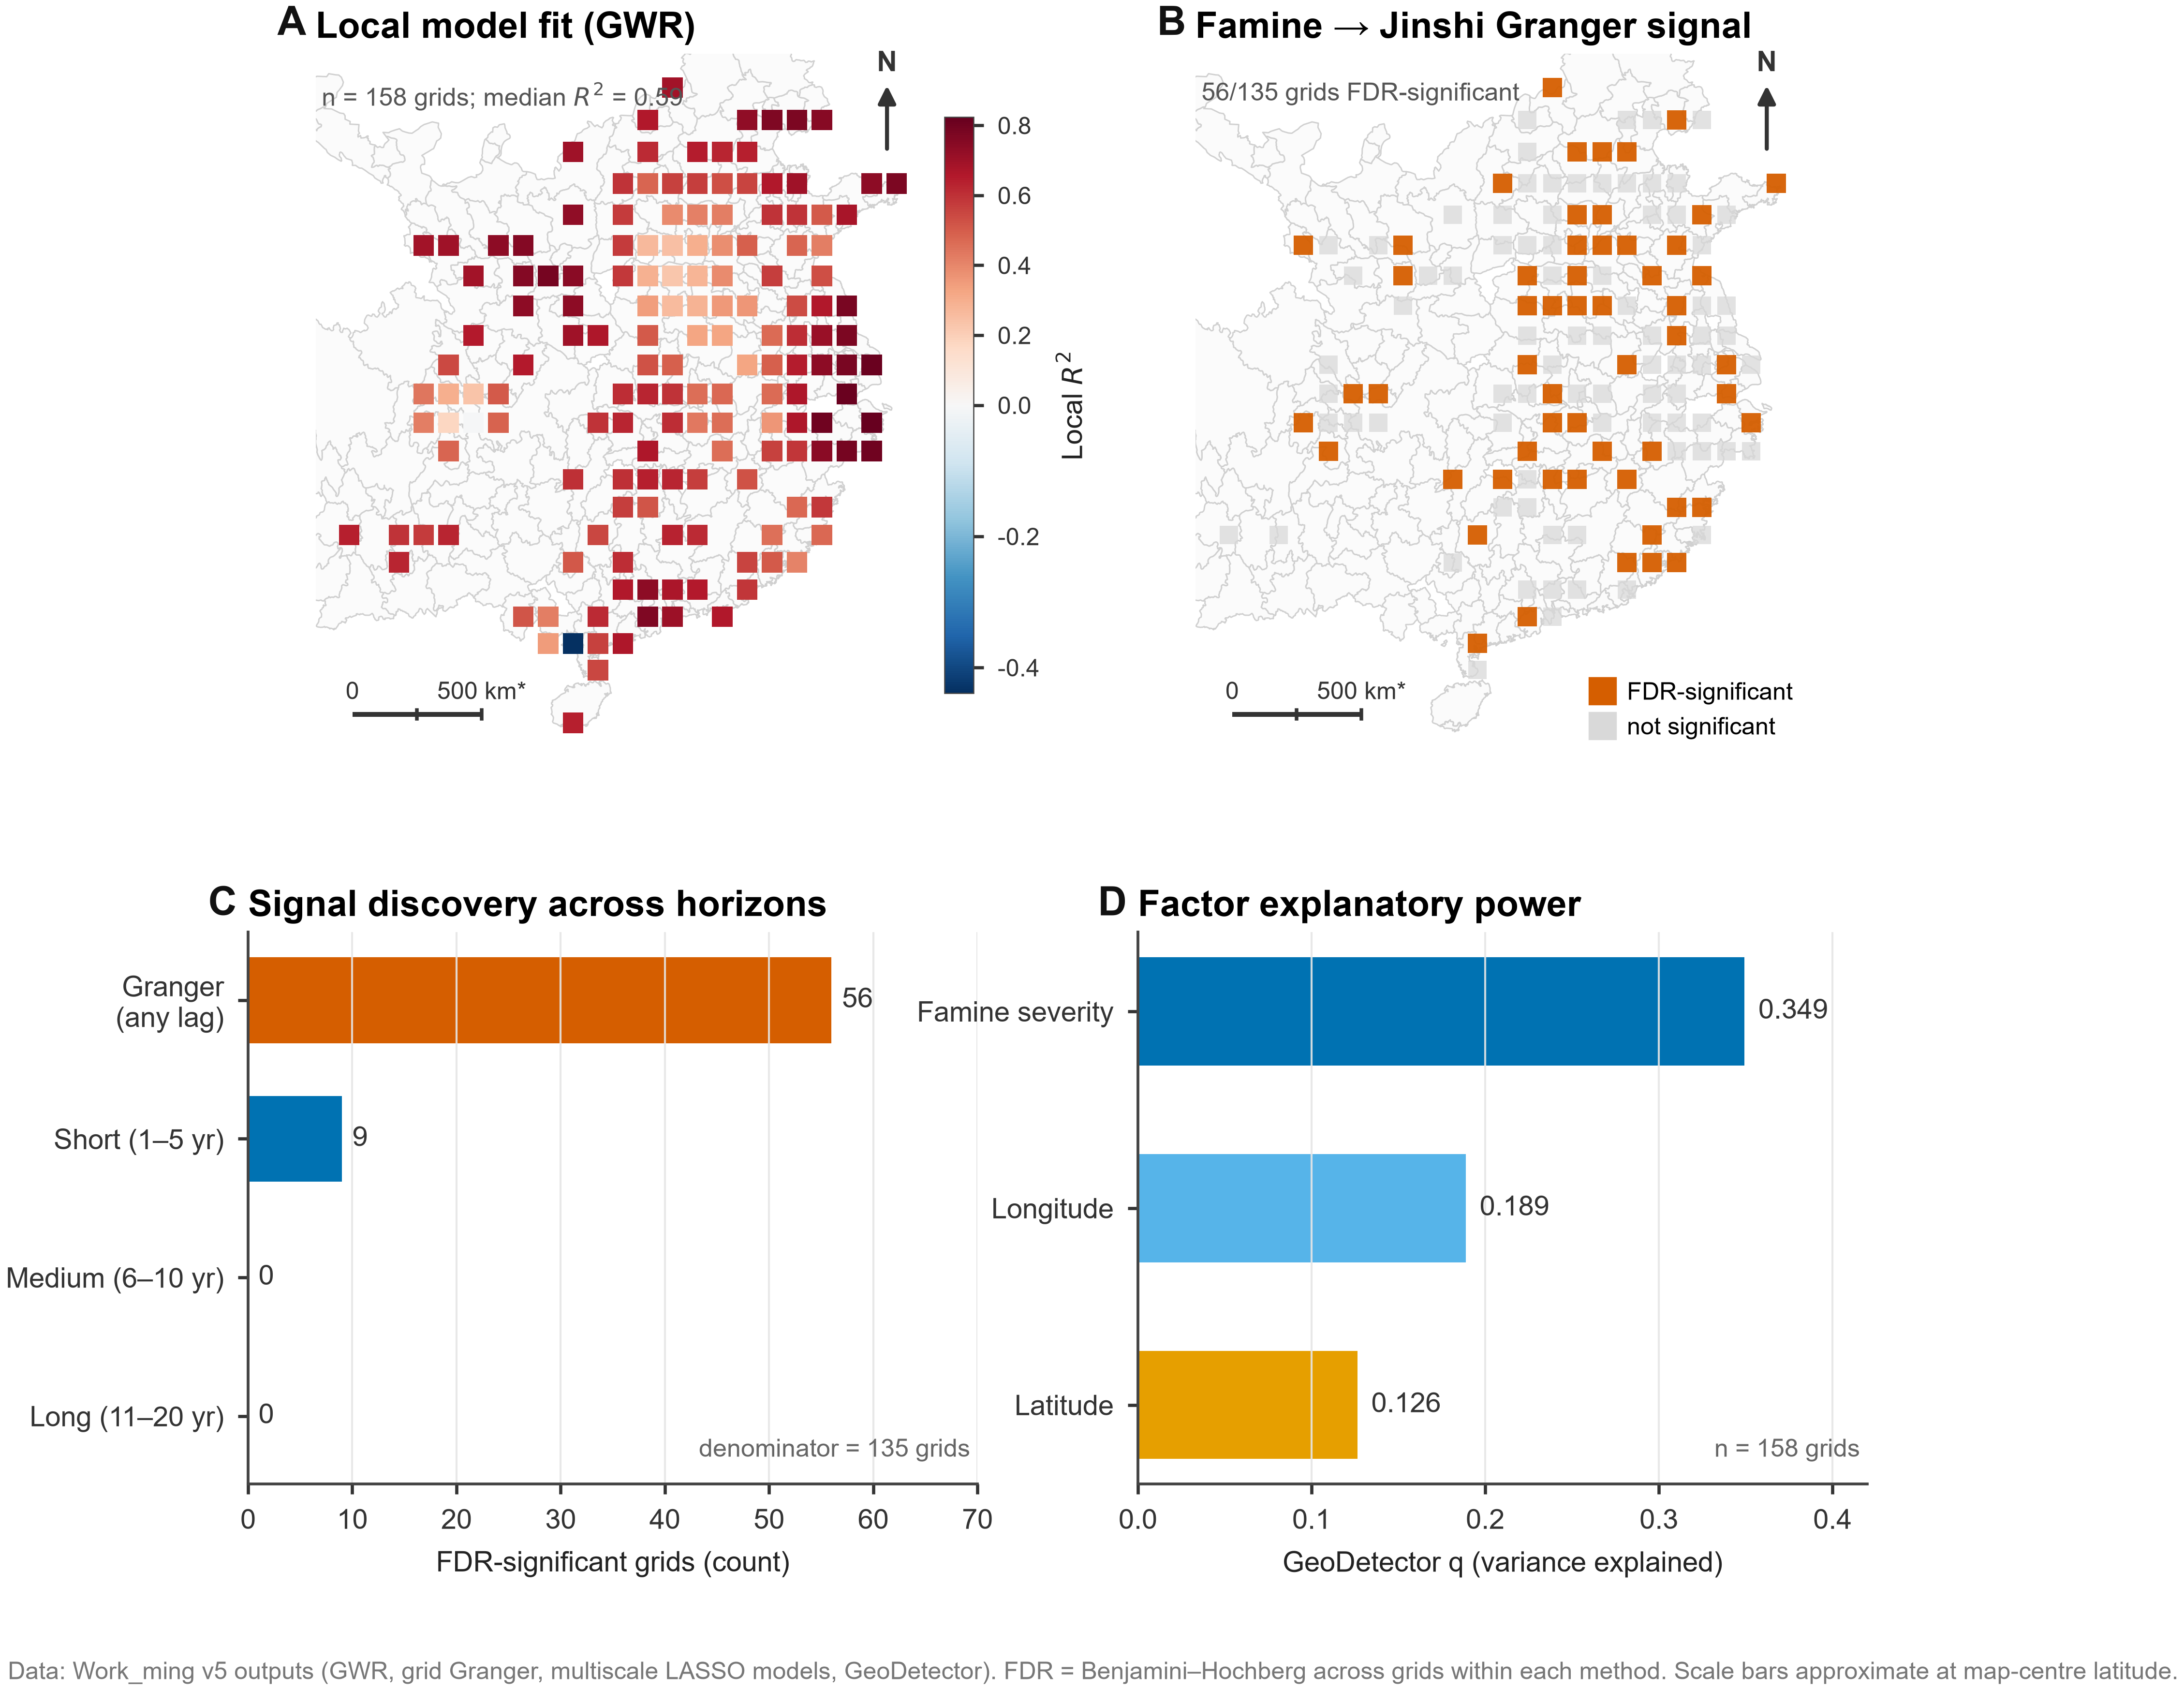 A Local model fit (GWR)
n = 158 grids; median R² = 0.59
N
0.8
0.6
0.4
0.2
0.0
-0.2
-0.4
Local R²
0 500 km*
B Famine → Jinshi Granger signal
56/135 grids FDR-significant
N
0 500 km*
FDR-significant
not significant
C Signal discovery across horizons
Granger
(any lag)
56
Short (1–5 yr)
9
Medium (6–10 yr)
0
Long (11–20 yr)
0
denominator = 135 grids
0 10 20 30 40 50 60 70
FDR-significant grids (count)
D Factor explanatory power
Famine severity
0.349
Longitude
0.189
Latitude
0.126
n = 158 grids
0.0 0.1 0.2 0.3 0.4
GeoDetector q (variance explained)
Data: Work_ming v5 outputs (GWR, grid Granger, multiscale LASSO models, GeoDetector). FDR = Benjamini–Hochberg across grids within each method. Scale bars approximate at map-centre latitude.